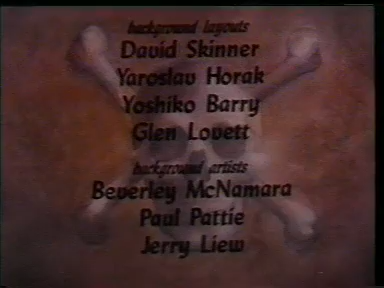 background layouts
David Skinner
Yaroslav Horak
Yoshiko Barry
Glen Lovett
background artists
Beverley McNamara
Paul Pattie
Jerry Liew